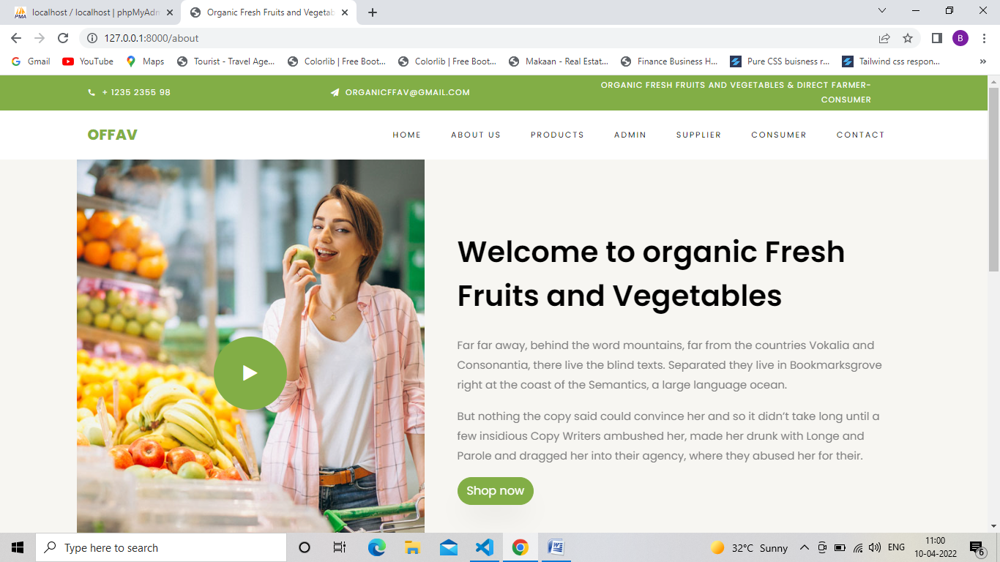 localhost / localhost | phpMyAdm
Organic Fresh Fruits and Vegetab
127.0.0.1:8000/about
B
Gmail
YouTube
Maps
Tourist - Travel Age...
Colorlib | Free Boot...
Colorlib | Free Boot...
Makaan - Real Estat...
Finance Business H...
Pure CSS buisness r...
Tailwind css respon...
»
+ 1235 2355 98
ORGANICFFAV@GMAIL.COM
ORGANIC FRESH FRUITS AND VEGETABLES & DIRECT FARMER-
CONSUMER
OFFAV
HOME
ABOUT US
PRODUCTS
ADMIN
SUPPLIER
CONSUMER
CONTACT
Welcome to organic Fresh
Fruits and Vegetables
Far far away, behind the word mountains, far from the countries Vokalia and
Consonantia, there live the blind texts. Separated they live in Bookmarksgrove
right at the coast of the Semantics, a large language ocean.
But nothing the copy said could convince her and so it didn’t take long until a
few insidious Copy Writers ambushed her, made her drunk with Longe and
Parole and dragged her into their agency, where they abused her for their.
Shop now
Type here to search
32°C Sunny
ENG
11:00
10-04-2022
6